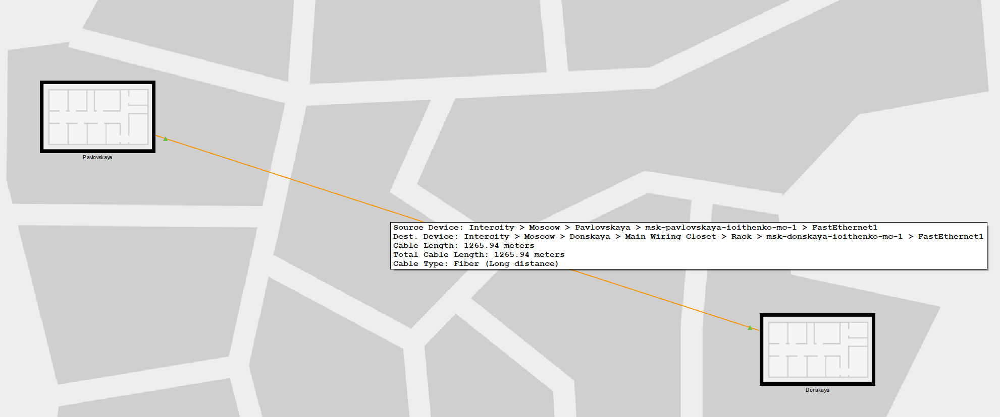 Pavlovskaya
Source Device: Intercity > Moscow > Pavlovskaya > msk-pavlovskaya-ioithenko-mc-1 > FastEthernet1
Dest. Device: Intercity > Moscow > Donskaya > Main Wiring Closet > Rack > msk-donskaya-ioithenko-mc-1 > FastEthernet1
Cable Length: 1265.94 meters
Total Cable Length: 1265.94 meters
Cable Type: Fiber (Long distance)
Donskaya